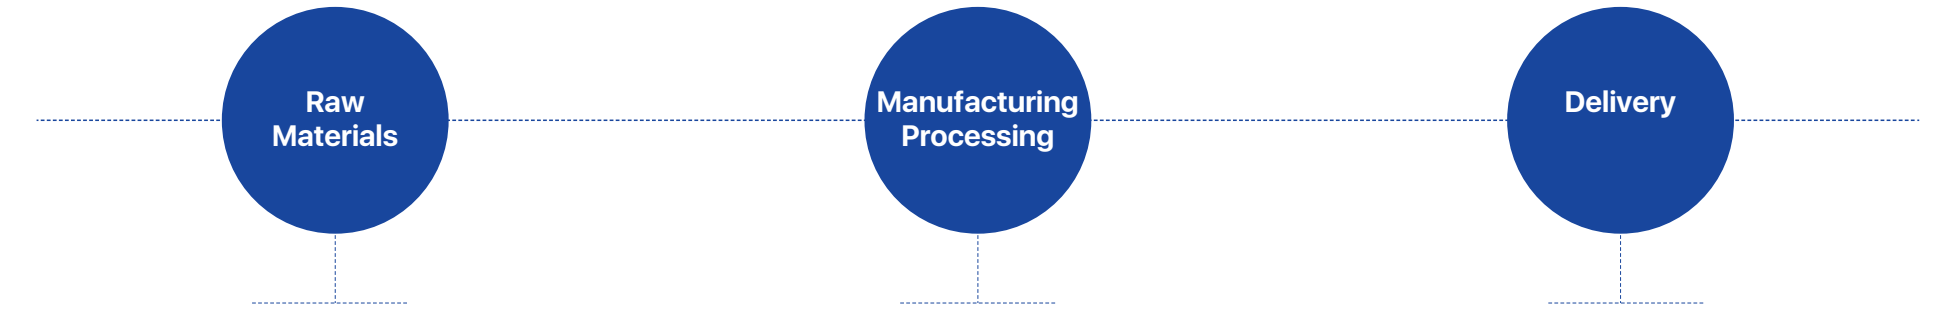 Raw
Materials
Manufacturing
Processing
Delivery